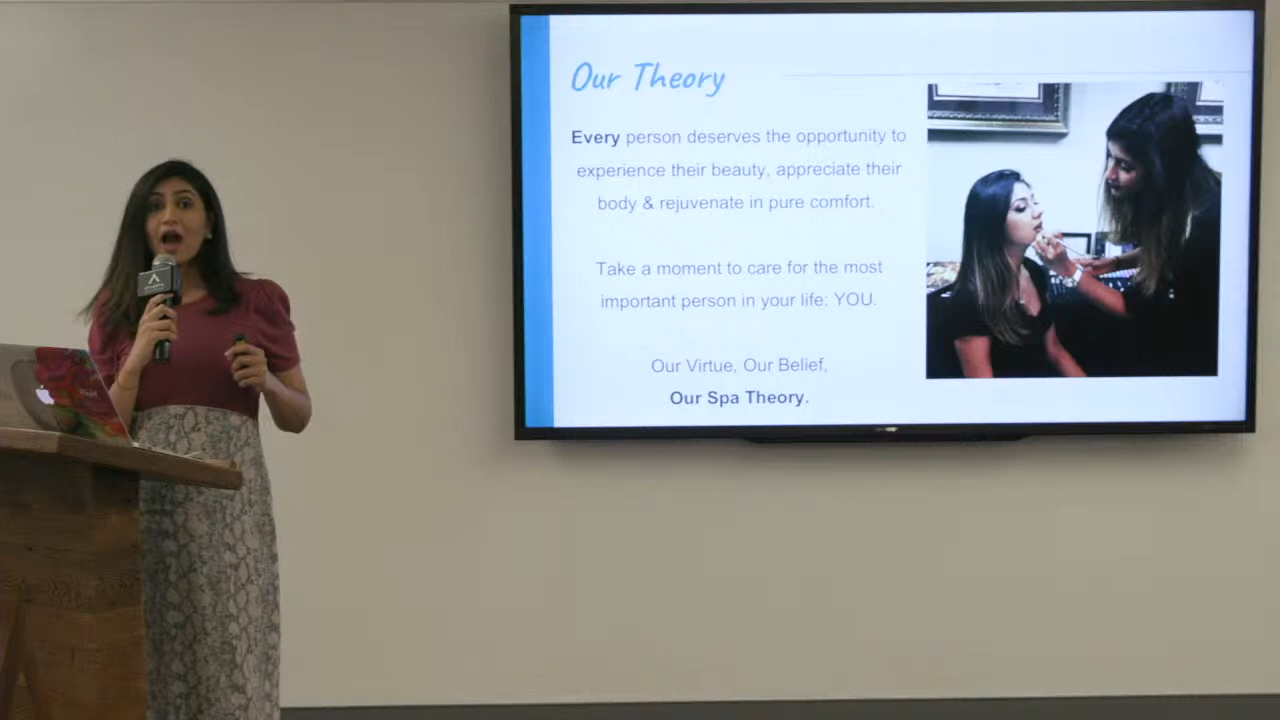 Our Theory
Every person deserves the opportunity to
experience their beauty, appreciate their
body & rejuvenate in pure comfort.
Take a moment to care for the most
important person in your life: YOU.
Our Virtue, Our Belief,
Our Spa Theory.